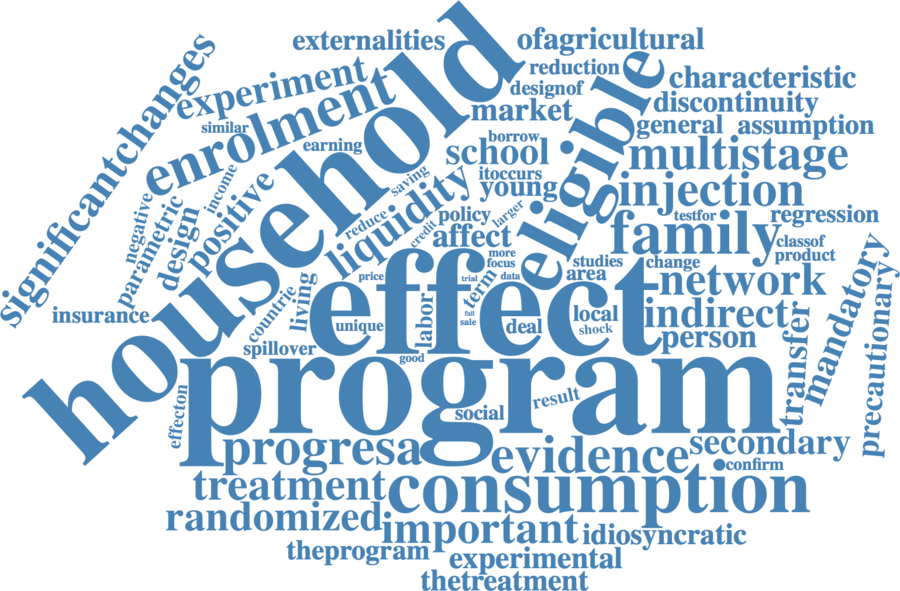 externalities
ofagricultural
reduction
experiment
designof
characteristic
significantchanges
household
eligible
enrolment
market
discontinuity
similar
general
assumption
earning
borrow
school
multistage
itoccurs
young
injection
income
saving
liquidity
positive
negative
parametric
design
reduce
policy
larger
testfor
regression
family
credit
affect
classof
product
more
focus
studies
change
area
price
effect
trial
data
term
network
mandatory
precautionary
living
countrie
insurance
unique
labor
fall
sale
deal
local
shock
indirect
person
transfer
spillover
good
program
effecton
social
result
progresa
evidence
secondary
confirm
treatment
consumption
randomized
important
idiosyncratic
theprogram
experimental
thetreatment